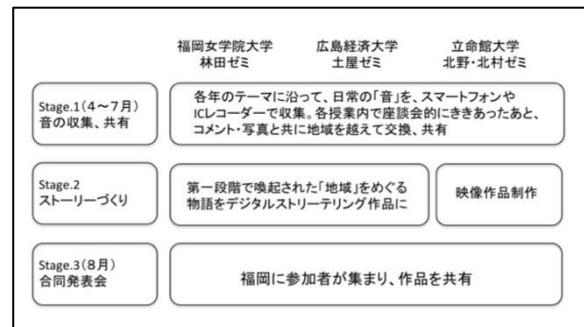 福岡女学院大学
林田ゼミ
広島経済大学
土屋ゼミ
立命館大学
北野・北村ゼミ
Stage.1(4〜7月)
音の収集、共有
各年のテーマに沿って、日常の「音」を、スマートフォンや
ICレコーダーで収集。各授業内で座談会的にききあったあと、
コメント・写真と共に地域を越えて交換、共有
Stage.2
ストーリーづくり
第一段階で喚起された「地域」をめぐる
物語をデジタルストーリーテリング作品に
映像作品制作
Stage.3(8月)
合同発表会
福岡に参加者が集まり、作品を共有